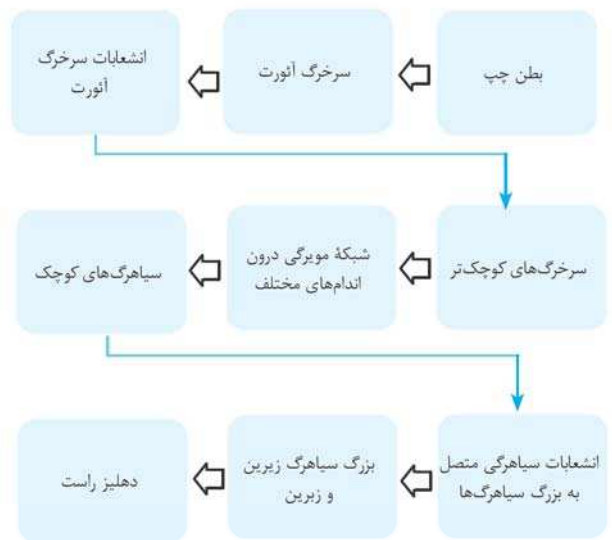 بطن چپ
سرخرگ آئورت
انشعابات سرخرگ
آئورت
سرخرگ‌های کوچک‌تر
شبکهٔ مویرگی درون
اندام‌های مختلف
سیاهرگ‌های کوچک
انشعابات سیاهرگی متصل
به بزرگ سیاهرگ‌ها
بزرگ سیاهرگ زیرین
و زبرین
دهلیز راست